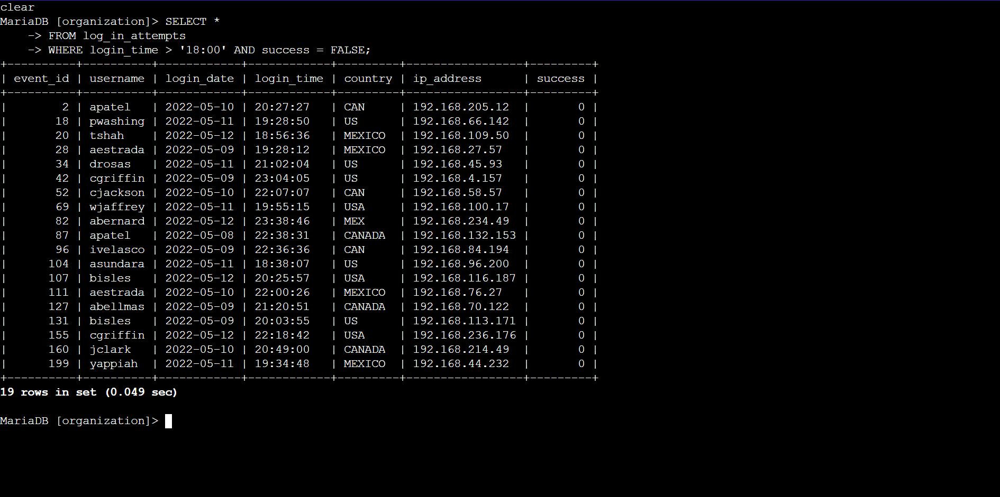 clear
MariaDB [organization]> SELECT *
    -> FROM log_in_attempts
    -> WHERE login_time > '18:00' AND success = FALSE;
+----------+----------+------------+------------+---------+-----------------+---------+
| event_id | username | login_date | login_time | country | ip_address      | success |
+----------+----------+------------+------------+---------+-----------------+---------+
|        2 | apatel   | 2022-05-10 | 20:27:27   | CAN     | 192.168.205.12  |       0 |
|       18 | pwashing | 2022-05-11 | 19:28:50   | US      | 192.168.66.142  |       0 |
|       20 | tshah    | 2022-05-12 | 18:56:36   | MEXICO  | 192.168.109.50  |       0 |
|       28 | aestrada | 2022-05-09 | 19:28:12   | MEXICO  | 192.168.27.57   |       0 |
|       34 | drosas   | 2022-05-11 | 21:02:04   | US      | 192.168.45.93   |       0 |
|       42 | cgriffin | 2022-05-09 | 23:04:05   | US      | 192.168.4.157   |       0 |
|       52 | cjackson | 2022-05-10 | 22:07:07   | CAN     | 192.168.58.57   |       0 |
|       69 | wjaffrey | 2022-05-11 | 19:55:15   | USA     | 192.168.100.17  |       0 |
|       82 | abernard | 2022-05-12 | 23:38:46   | MEX     | 192.168.234.49  |       0 |
|       87 | apatel   | 2022-05-08 | 22:38:31   | CANADA  | 192.168.132.153 |       0 |
|       96 | ivelasco | 2022-05-09 | 22:36:36   | CAN     | 192.168.84.194  |       0 |
|      104 | asundara | 2022-05-11 | 18:38:07   | US      | 192.168.96.200  |       0 |
|      107 | bisles   | 2022-05-12 | 20:25:57   | USA     | 192.168.116.187 |       0 |
|      111 | aestrada | 2022-05-10 | 22:00:26   | MEXICO  | 192.168.76.27   |       0 |
|      127 | abellmas | 2022-05-09 | 21:20:51   | CANADA  | 192.168.70.122  |       0 |
|      131 | bisles   | 2022-05-09 | 20:03:55   | US      | 192.168.113.171 |       0 |
|      155 | cgriffin | 2022-05-12 | 22:18:42   | USA     | 192.168.236.176 |       0 |
|      160 | jclark   | 2022-05-10 | 20:49:00   | CANADA  | 192.168.214.49  |       0 |
|      199 | yappiah  | 2022-05-11 | 19:34:48   | MEXICO  | 192.168.44.232  |       0 |
+----------+----------+------------+------------+---------+-----------------+---------+
19 rows in set (0.049 sec)
MariaDB [organization]>